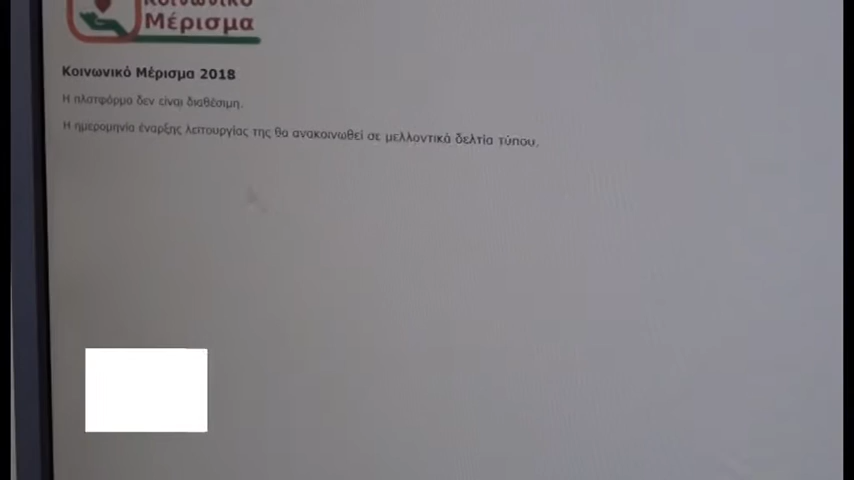 Κοινωνικό
Μέρισμα
Κοινωνικό Μέρισμα 2018
Η πλατφόρμα δεν είναι διαθέσιμη.
Η ημερομηνία έναρξης λειτουργίας της θα ανακοινωθεί σε μελλοντικά δελτία τύπου.